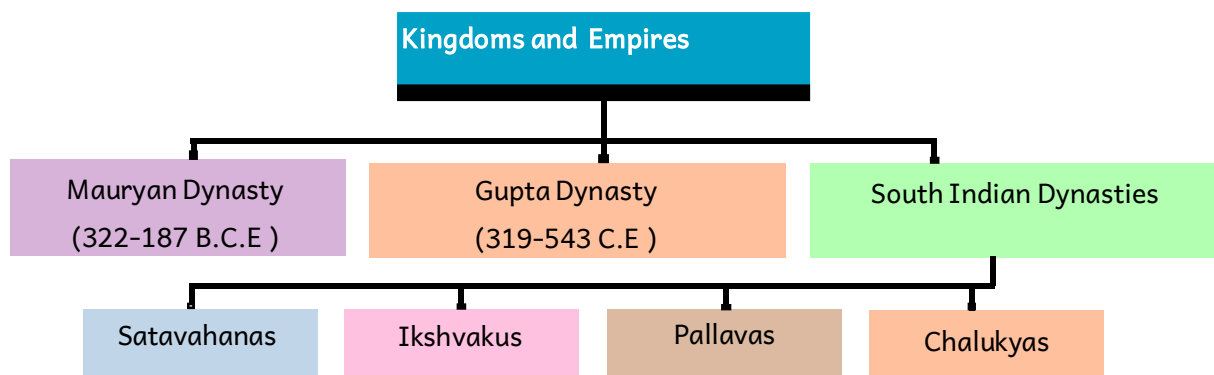 Kingdoms and Empires
Mauryan Dynasty
(322-187 B.C.E )
Gupta Dynasty
(319-543 C.E )
South Indian Dynasties
Satavahanas
Ikshvakus
Pallavas
Chalukyas